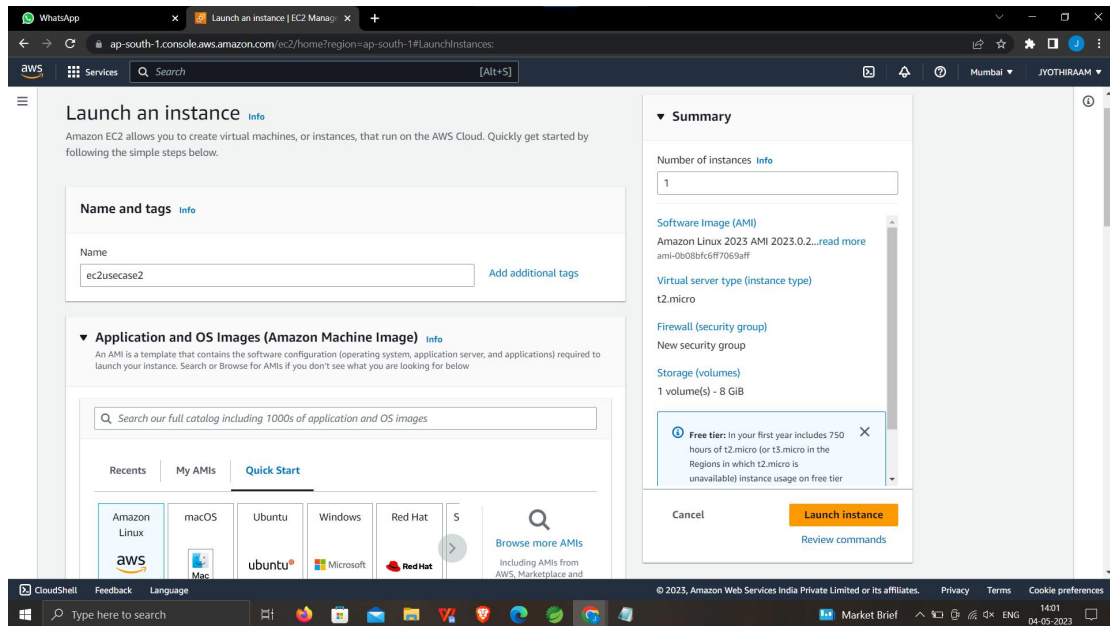 WhatsApp
Launch an instance | EC2 Manag
ap-south-1.console.aws.amazon.com/ec2/home?region=ap-south-1#LaunchInstances:
J
aws
Services
Search
[Alt+S]
Mumbai
JYOTHIRAAM
Launch an instance Info
Amazon EC2 allows you to create virtual machines, or instances, that run on the AWS Cloud. Quickly get started by
following the simple steps below.
Name and tags Info
Name
ec2usecase2
Add additional tags
Application and OS Images (Amazon Machine Image) Info
An AMI is a template that contains the software configuration (operating system, application server, and applications) required to
launch your instance. Search or Browse for AMIs if you don't see what you are looking for below
Search our full catalog including 1000s of application and OS images
Recents
My AMIs
Quick Start
Amazon
Linux
aws
macOS
Mac
Ubuntu
ubuntu
Windows
Microsoft
Red Hat
Red Hat
S
Browse more AMIs
Including AMIs from
AWS, Marketplace and
Summary
Number of instances Info
1
Software Image (AMI)
Amazon Linux 2023 AMI 2023.0.2...read more
ami-0b08bfc6ff7069aff
Virtual server type (instance type)
t2.micro
Firewall (security group)
New security group
Storage (volumes)
1 volume(s) - 8 GiB
Free tier: In your first year includes 750
hours of t2.micro (or t3.micro in the
Regions in which t2.micro is
unavailable) instance usage on free tier
Cancel
Launch instance
Review commands
CloudShell
Feedback
Language
© 2023, Amazon Web Services India Private Limited or its affiliates.
Privacy
Terms
Cookie preferences
Type here to search
Market Brief
ENG
14:01
04-05-2023